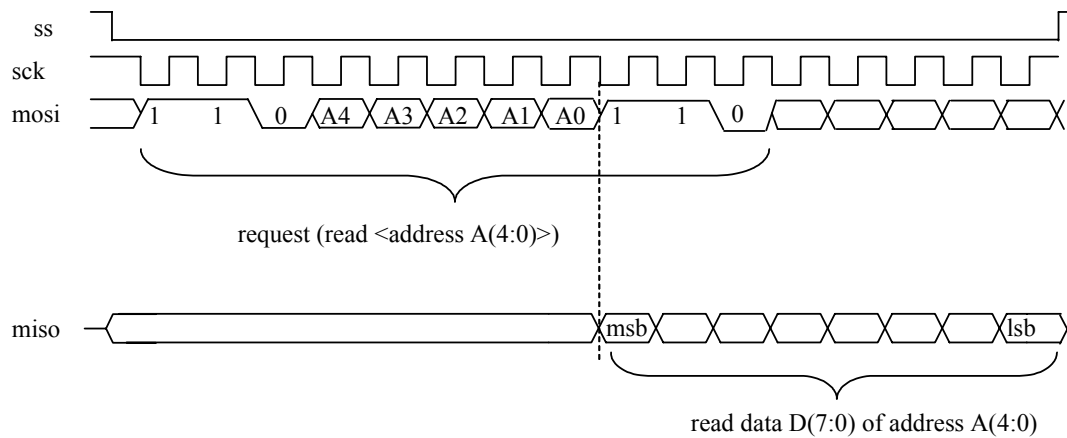 ss
sck
mosi 1 1 0 A4 A3 A2 A1 A0 1 1 0
request (read <address A(4:0)>)
miso msb lsb
read data D(7:0) of address A(4:0)